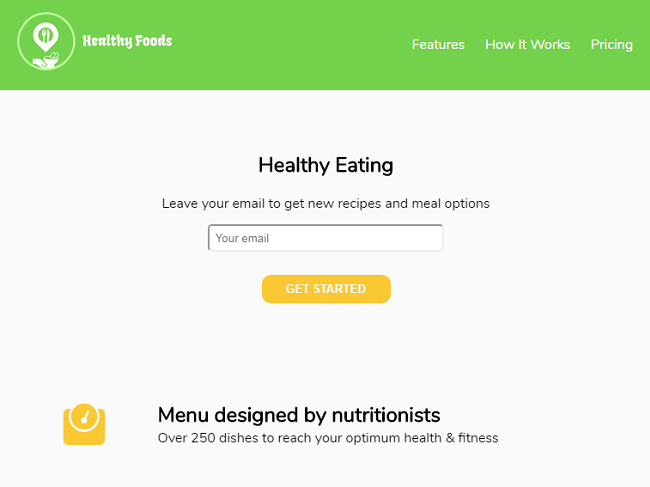 Healthy Foods
Features How It Works Pricing
Healthy Eating
Leave your email to get new recipes and meal options
Your email
GET STARTED
Menu designed by nutritionists
Over 250 dishes to reach your optimum health & fitness